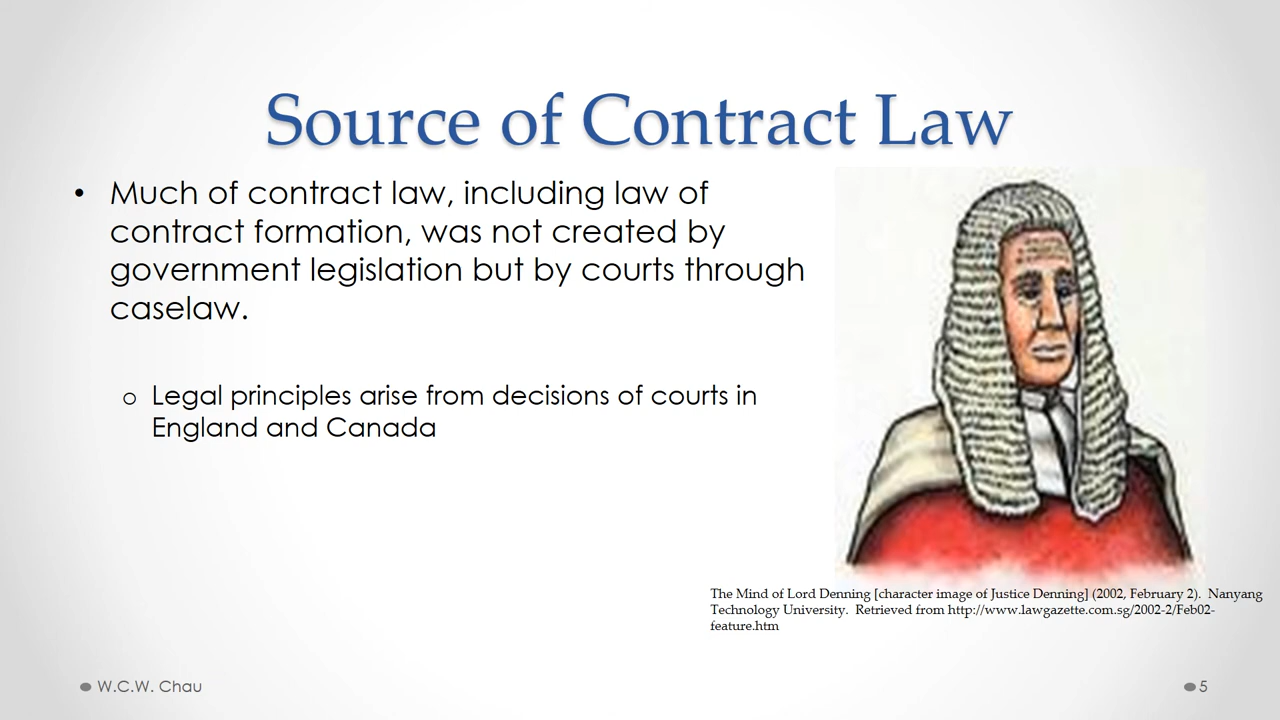 Source of Contract Law
• Much of contract law, including law of
contract formation, was not created by
government legislation but by courts through
caselaw.
o Legal principles arise from decisions of courts in
England and Canada
The Mind of Lord Denning [character image of Justice Denning] (2002, February 2).  Nanyang
Technology University.  Retrieved from http://www.lawgazette.com.sg/2002-2/Feb02-
feature.htm
W.C.W. Chau
5